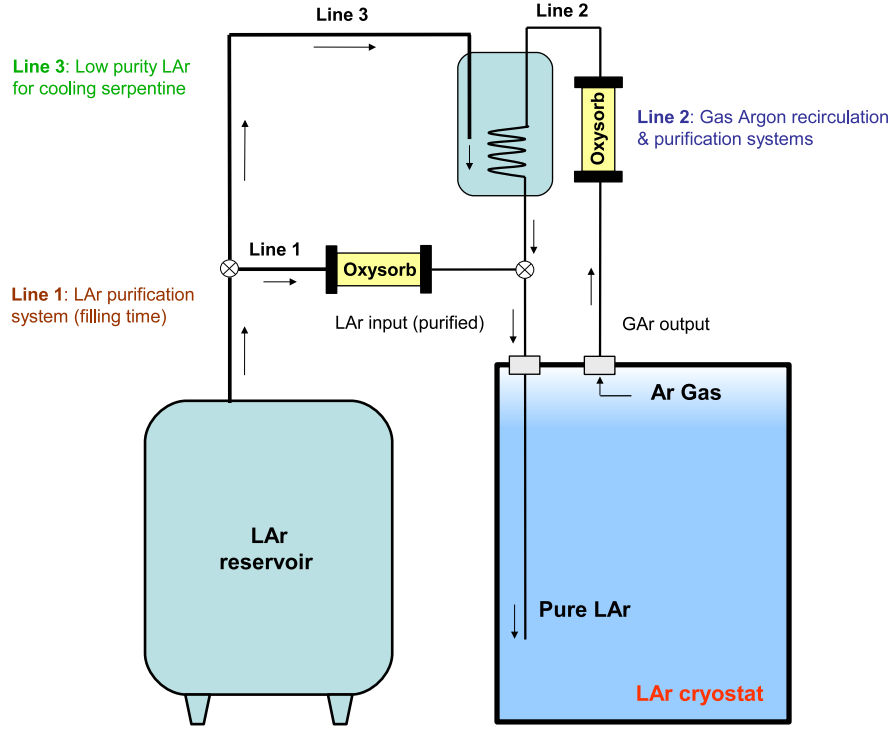 Line 3
Line 2
Line 3: Low purity LAr
for cooling serpentine
Oxysorb
Line 2: Gas Argon recirculation
& purification systems
Line 1
Oxysorb
Line 1: LAr purification
system (filling time)
LAr input (purified)
GAr output
Ar Gas
LAr
reservoir
Pure LAr
LAr cryostat